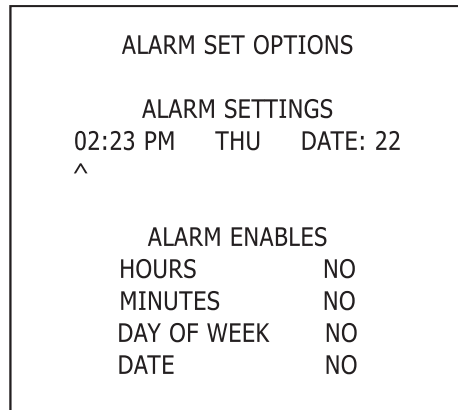 ALARM SET OPTIONS
ALARM SETTINGS
02:23 PM THU DATE: 22
^
ALARM ENABLES
HOURS NO
MINUTES NO
DAY OF WEEK NO
DATE NO